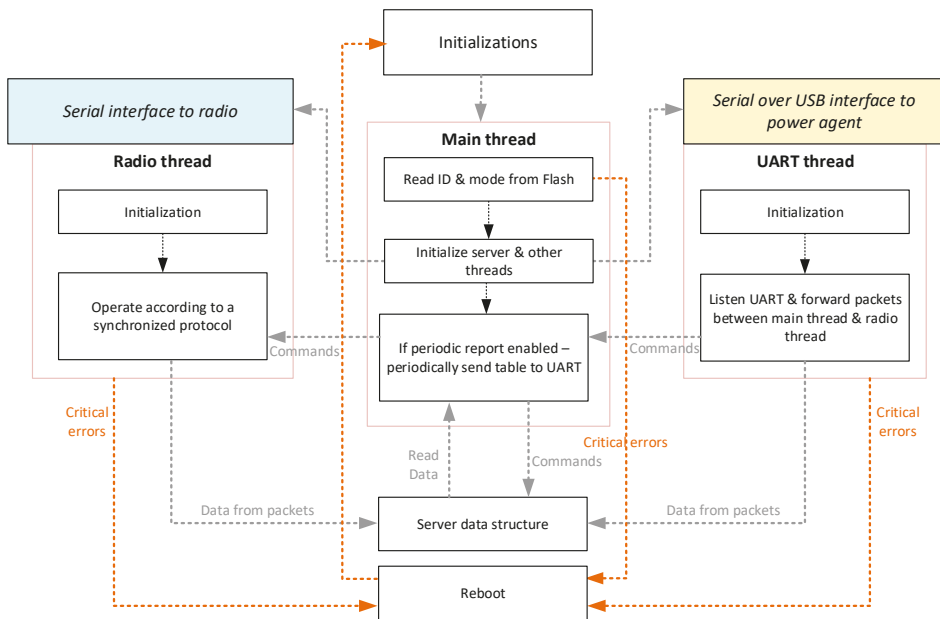 Initializations
Serial interface to radio
Serial over USB interface to
power agent
Radio thread
Main thread
UART thread
Initialization
Read ID & mode from Flash
Initialization
Initialize server & other
threads
Operate according to a
synchronized protocol
Listen UART & forward packets
between main thread & radio
thread
If periodic report enabled –
periodically send table to UART
Commands
Commands
Critical
errors
Read
Data
Critical errors
Commands
Critical
errors
Data from packets
Server data structure
Data from packets
Reboot